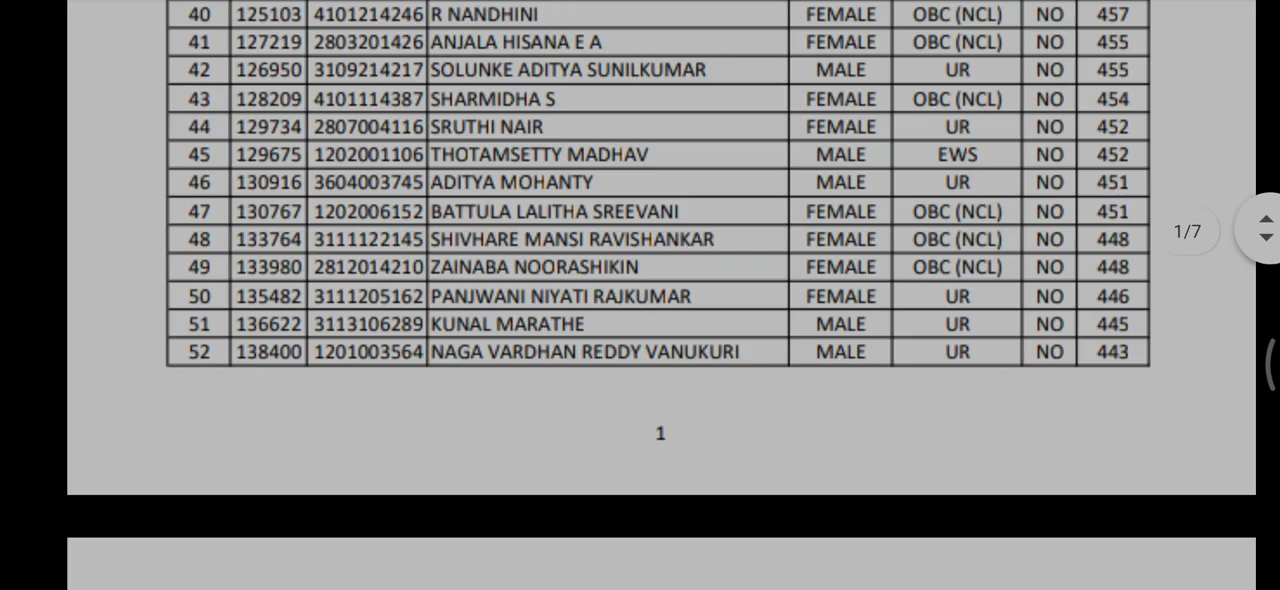 40 125103 4101214246 R NANDHINI FEMALE OBC (NCL) NO 457
41 127219 2803201426 ANJALA HISANA E A FEMALE OBC (NCL) NO 455
42 126950 3109214217 SOLUNKE ADITYA SUNILKUMAR MALE UR NO 455
43 128209 4101114387 SHARMIDHA S FEMALE OBC (NCL) NO 454
44 129734 2807004116 SRUTHI NAIR FEMALE UR NO 452
45 129675 1202001106 THOTAMSETTY MADHAV MALE EWS NO 452
46 130916 3604003745 ADITYA MOHANTY MALE UR NO 451
47 130767 1202006152 BATTULA LALITHA SREEVANI FEMALE OBC (NCL) NO 451
48 133764 3111122145 SHIVHARE MANSI RAVISHANKAR FEMALE OBC (NCL) NO 448
49 133980 2812014210 ZAINABA NOORASHIKIN FEMALE OBC (NCL) NO 448
50 135482 3111205162 PANJWANI NIYATI RAJKUMAR FEMALE UR NO 446
51 136622 3113106289 KUNAL MARATHE MALE UR NO 445
52 138400 1201003564 NAGA VARDHAN REDDY VANUKURI MALE UR NO 443
1/7
1